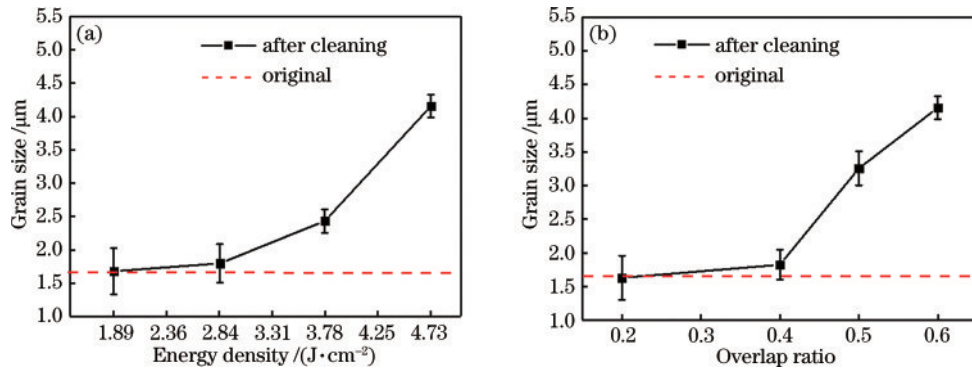 (a)
after cleaning
original
Grain size /μm
5.5
5.0
4.5
4.0
3.5
3.0
2.5
2.0
1.5
1.0
1.89 2.36 2.84 3.31 3.78 4.25 4.73
Energy density /(J·cm⁻²)
(b)
after cleaning
original
Grain size /μm
5.5
5.0
4.5
4.0
3.5
3.0
2.5
2.0
1.5
1.0
0.2 0.3 0.4 0.5 0.6
Overlap ratio